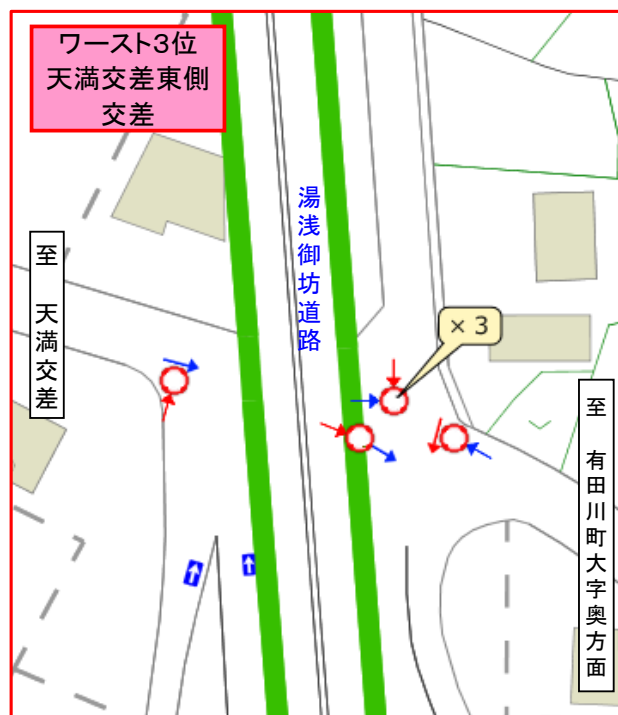 ワースト3位
天満交差東側
交差
湯浅御坊道路
至 天満交差
×3
至 有田川町大字奥方面